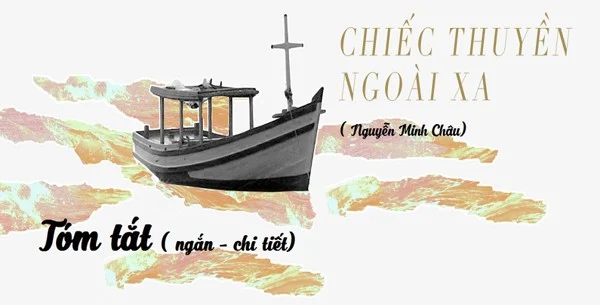 CHIẾC THUYỀN
NGOÀI XA
( Nguyễn Minh Châu)
Tóm tắt ( ngắn - chi tiết)